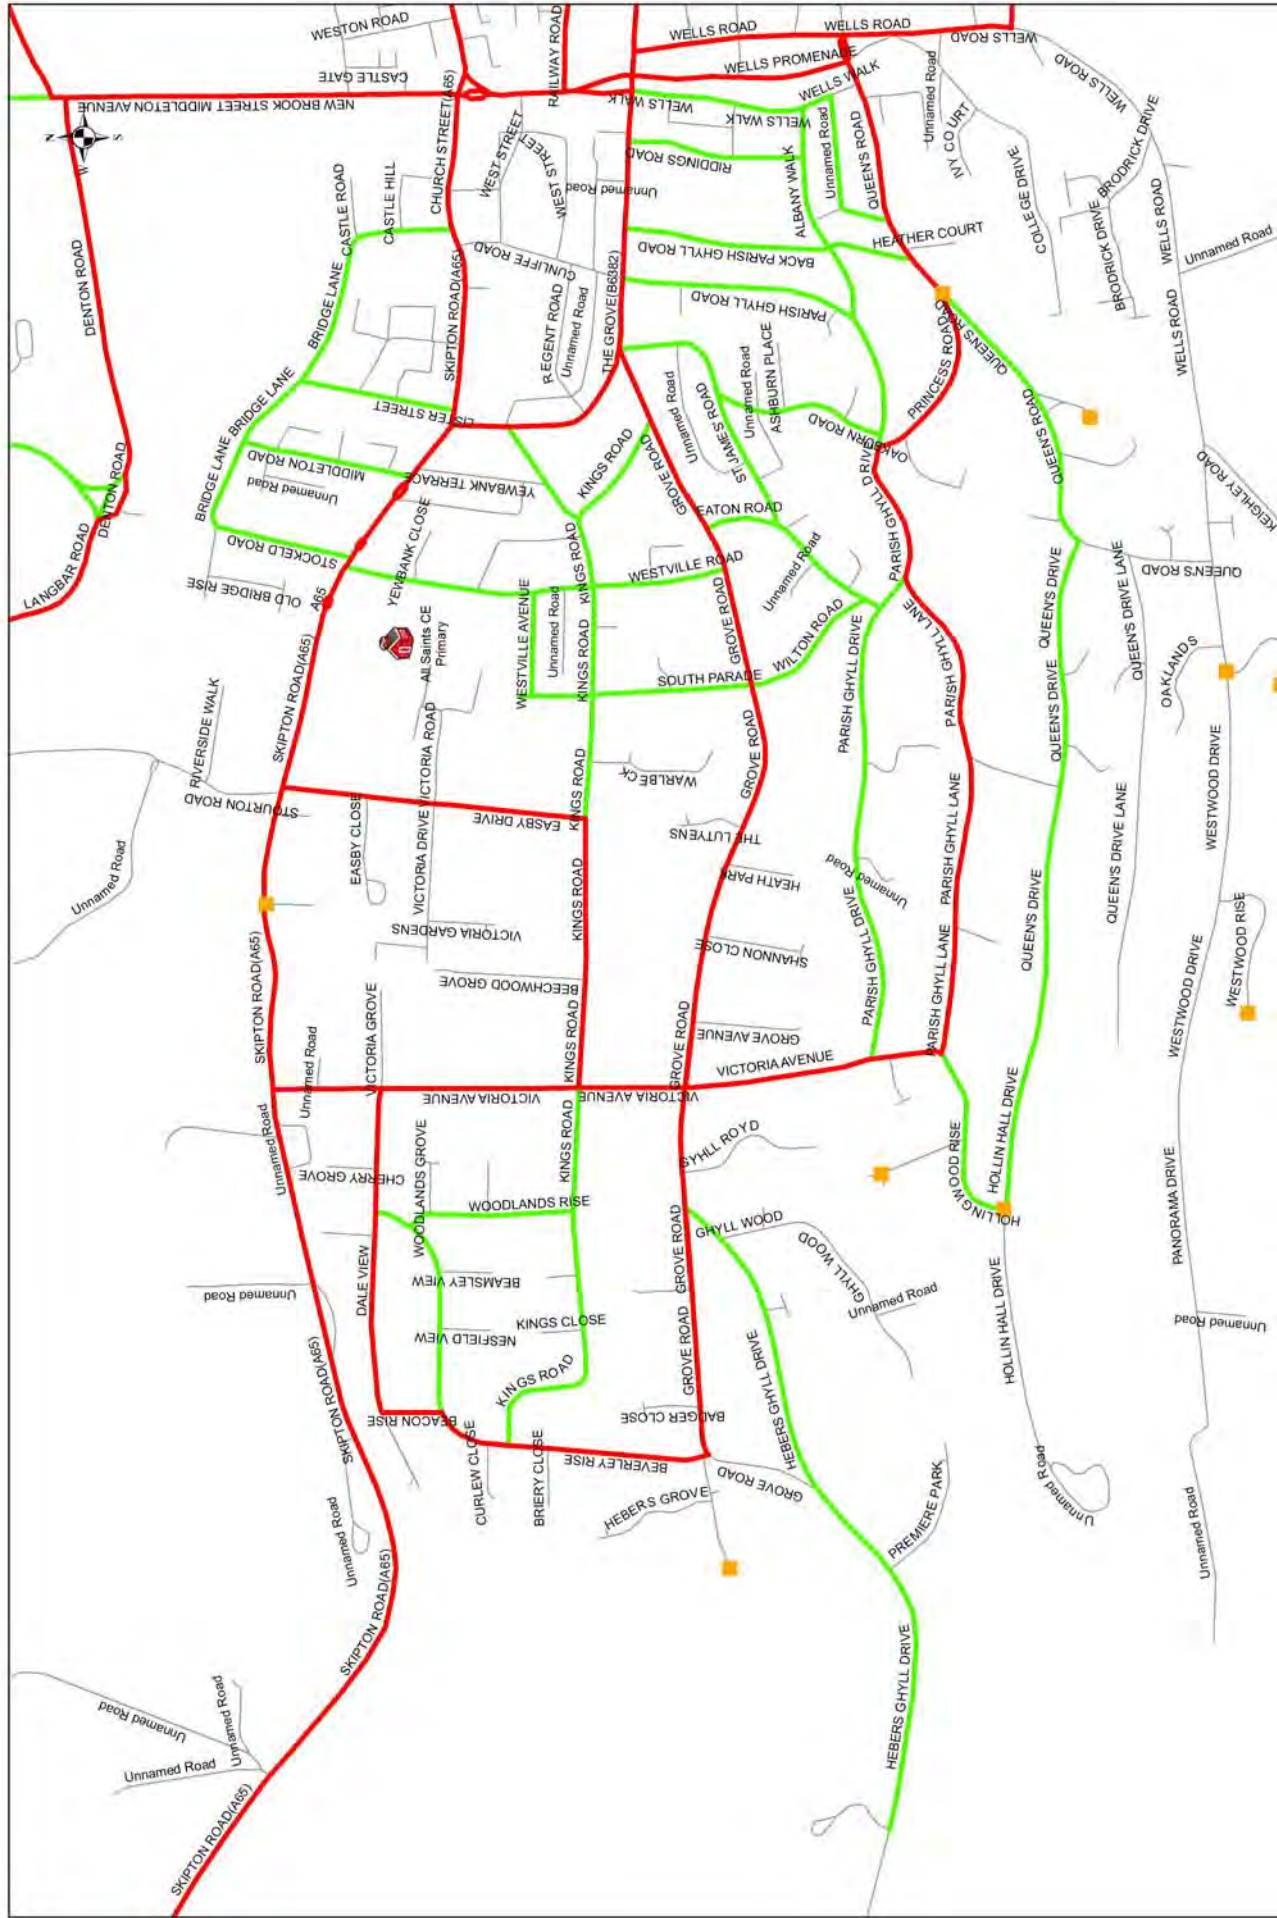 WESTON ROAD
RAILWAY ROAD
WELLS ROAD
WELLS ROAD
WELLS ROAD
CASTLE GATE
WELLS PROMENADE
WELLS ROAD
NEW BROOK STREET MIDDLETON AVENUE
CHURCH STREET(A65)
WELLS WALK
WELLS WALK
WELLS WALK
Unnamed Road
N
S
W
WEST STREET
WEST STREET
RIDDINGS ROAD
Unnamed Road
QUEEN'S ROAD
IVY COURT
BRODRICK DRIVE
CASTLE ROAD
CASTLE HILL
Unnamed Road
ALBANY WALK
COLLEGE DRIVE
BRODRICK DRIVE
WELLS ROAD
Unnamed Road
DENTON ROAD
BRIDGE LANE
SKIPTON ROAD(A65)
CUNLIFFE ROAD
Unnamed Road
REGENT ROAD
THE GROVE(B6382)
BACK PARISH GHYLL ROAD
HEATHER COURT
PARISH GHYLL ROAD
WELLS ROAD
BRIDGE LANE
BRIDGE LANE
LISTER STREET
Unnamed Road
ST JAMES ROAD
Unnamed Road
ASHBURN PLACE
OAKBURN ROAD
PRINCESS ROAD
QUEEN'S ROAD
QUEEN'S ROAD
KEIGHLEY ROAD
LANGBAR ROAD
DENTON ROAD
DENTON ROAD
MIDDLETON ROAD
Unnamed Road
YEWBANK TERRACE
KINGS ROAD
GROVE ROAD
EATON ROAD
PARISH GHYLL DRIVE
STOCKELD ROAD
OLD BRIDGE RISE
A65
YEWBANK CLOSE
KINGS ROAD
WESTVILLE ROAD
Unnamed Road
PARISH GHYLL LANE
QUEEN'S ROAD
QUEEN'S DRIVE
QUEEN'S DRIVE LANE
All Saints CE
Primary
WESTVILLE AVENUE
Unnamed Road
KINGS ROAD
SOUTH PARADE
GROVE ROAD
WILTON ROAD
PARISH GHYLL DRIVE
PARISH GHYLL LANE
QUEEN'S DRIVE
OAKLANDS
RIVERSIDE WALK
SKIPTON ROAD(A65)
STOURTON ROAD
VICTORIA ROAD
KINGS ROAD
WARLBECK
GROVE ROAD
WESTWOOD DRIVE
Unnamed Road
EASBY CLOSE
VICTORIA DRIVE
EASBY DRIVE
KINGS ROAD
THE LUTYENS
HEATH PARK
Unnamed Road
PARISH GHYLL LANE
QUEEN'S DRIVE
QUEEN'S DRIVE LANE
SKIPTON ROAD(A65)
VICTORIA GARDENS
BEECHWOOD GROVE
SHANNON CLOSE
PARISH GHYLL DRIVE
PARISH GHYLL LANE
WESTWOOD RISE
WESTWOOD DRIVE
Unnamed Road
VICTORIA GROVE
KINGS ROAD
GROVE ROAD
GROVE AVENUE
VICTORIA AVENUE
VICTORIA AVENUE
VICTORIA AVENUE
Unnamed Road
CHERRY GROVE
WOODLANDS GROVE
WOODLANDS RISE
KINGS ROAD
SYHLL ROYD
HOLLINGWOOD RISE
HOLLIN HALL DRIVE
PANORAMA DRIVE
Unnamed Road
DALE VIEW
BEAMSLEY VIEW
GROVE ROAD
GHYLL WOOD
GHYLL WOOD
Unnamed Road
HOLLIN HALL DRIVE
Unnamed Road
SKIPTON ROAD(A65)
NESFIELD VIEW
KINGS CLOSE
KINGS ROAD
GROVE ROAD
HEBERS GHYLL DRIVE
BEACON RISE
CURLEW CLOSE
BRIERY CLOSE
BEVERLEY RISE
BADGER CLOSE
GROVE ROAD
HEBERS GROVE
PREMIERE PARK
Unnamed Road
Unnamed Road
Unnamed Road
SKIPTON ROAD(A65)
HEBERS GHYLL DRIVE
Unnamed Road
Unnamed Road
Unnamed Road
SKIPTON ROAD(A65)